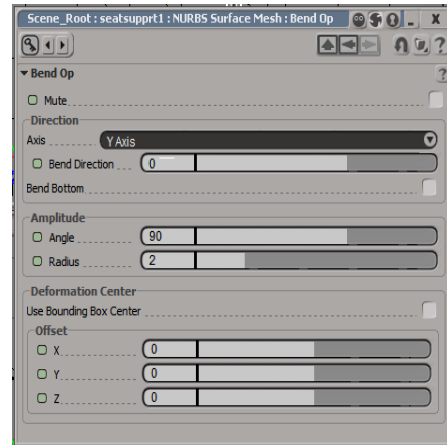 Scene_Root : seatsupprt1 : NURBS Surface Mesh : Bend Op
X
?
Bend Op
?
Mute
Direction
Axis
Y Axis
Bend Direction
0
Bend Bottom
Amplitude
Angle
90
Radius
2
Deformation Center
Use Bounding Box Center
Offset
X
0
Y
0
Z
0